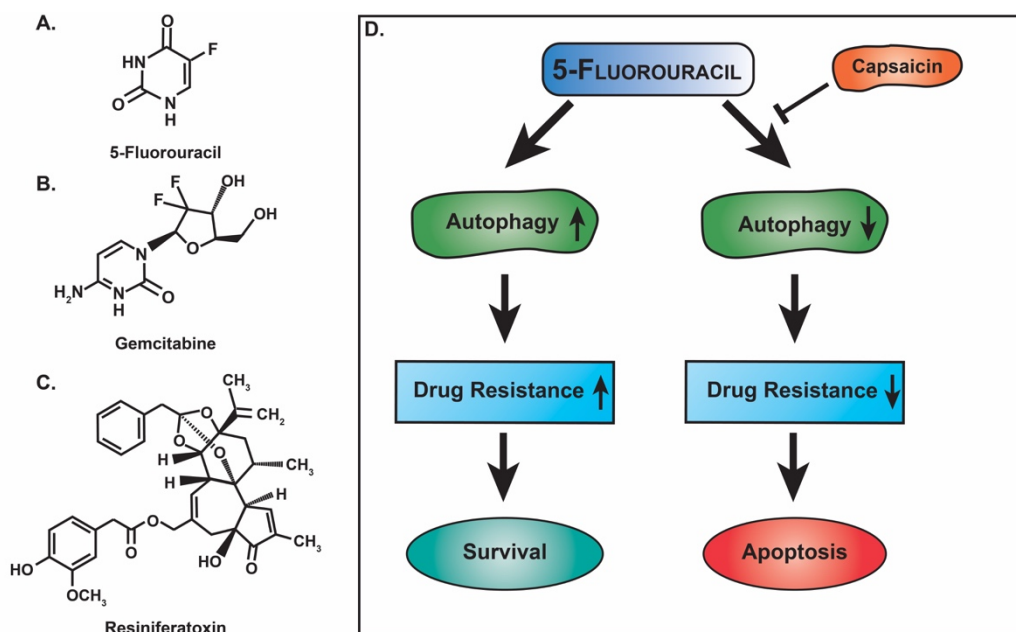 A.
O
F
HN
O
N
H
5-Fluorouracil
B.
F
OH
F
OH
N
O
H₂N
N
H
O
Gemcitabine
C.
CH₃
O
CH₂
O
O
H
CH₃
H
H
O
O
HO
O
CH₃
HO
OCH₃
Resiniferatoxin
D.
5-FLUOROURACIL
Capsaicin
Autophagy
Autophagy
Drug Resistance
Drug Resistance
Survival
Apoptosis